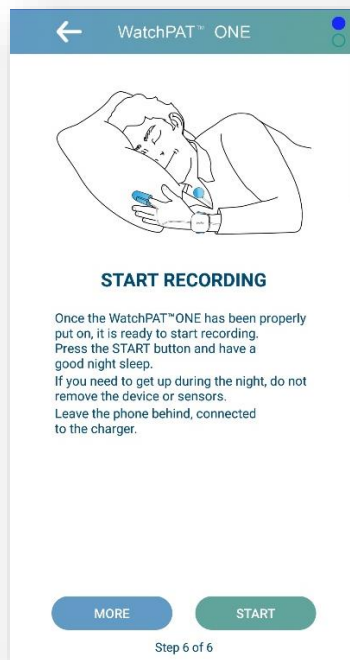 WatchPAT™ ONE
START RECORDING
Once the WatchPAT™ONE has been properly
put on, it is ready to start recording.
Press the START button and have a
good night sleep.
If you need to get up during the night, do not
remove the device or sensors.
Leave the phone behind, connected
to the charger.
MORE START
Step 6 of 6